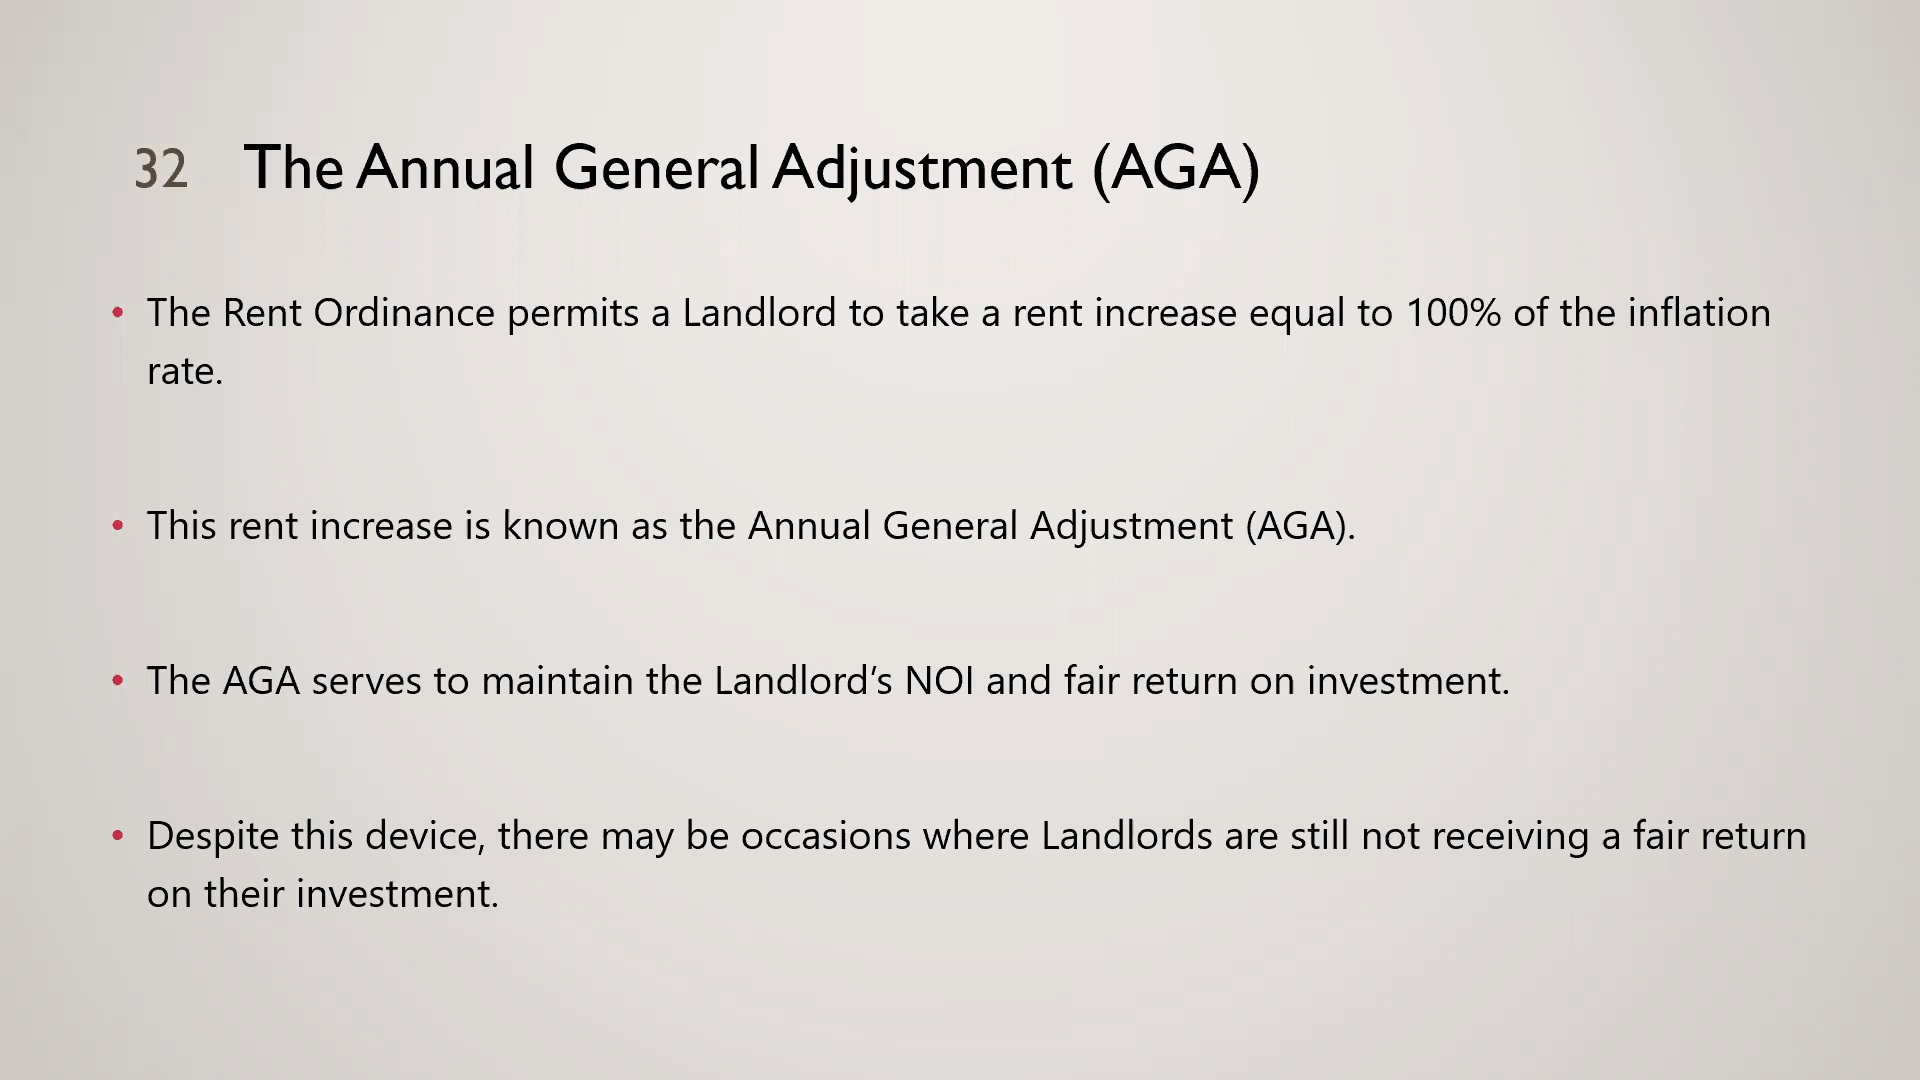 32 The Annual General Adjustment (AGA)
• The Rent Ordinance permits a Landlord to take a rent increase equal to 100% of the inflation
rate.
• This rent increase is known as the Annual General Adjustment (AGA).
• The AGA serves to maintain the Landlord’s NOI and fair return on investment.
• Despite this device, there may be occasions where Landlords are still not receiving a fair return
on their investment.